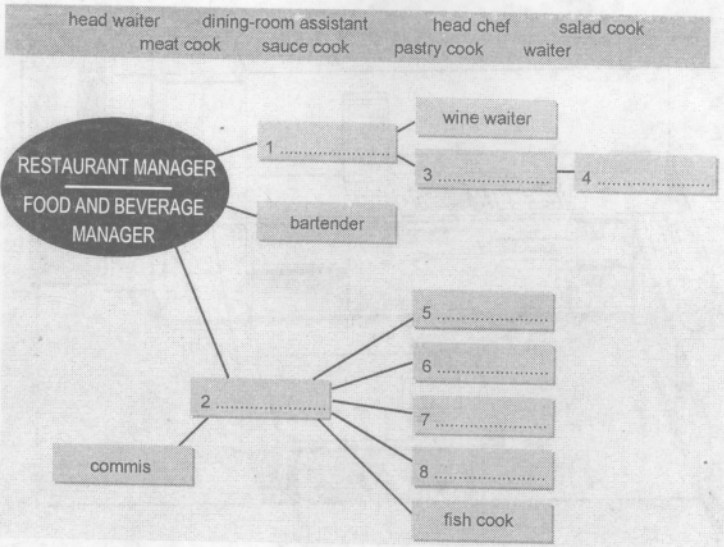 head waiter dining-room assistant head chef salad cook
meat cook sauce cook pastry cook waiter
RESTAURANT MANAGER
FOOD AND BEVERAGE
MANAGER
1 ........................
wine waiter
3 ........................
4 ........................
bartender
2 ........................
5 ........................
6 ........................
7 ........................
8 ........................
fish cook
commis